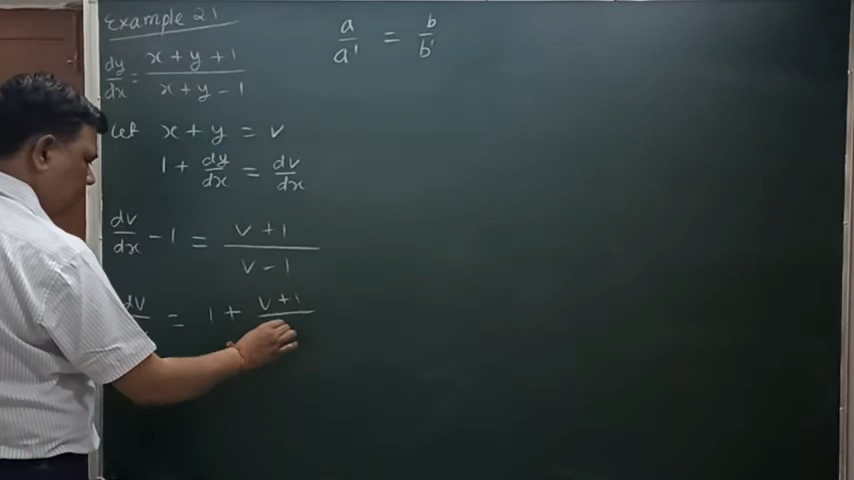 Example 21
dy/dx = x + y + 1 / x + y - 1
Let x + y = v
1 + dy/dx = dv/dx
dv/dx - 1 = v + 1 / v - 1
dv = 1 + v + 1
a/a' = b/b'